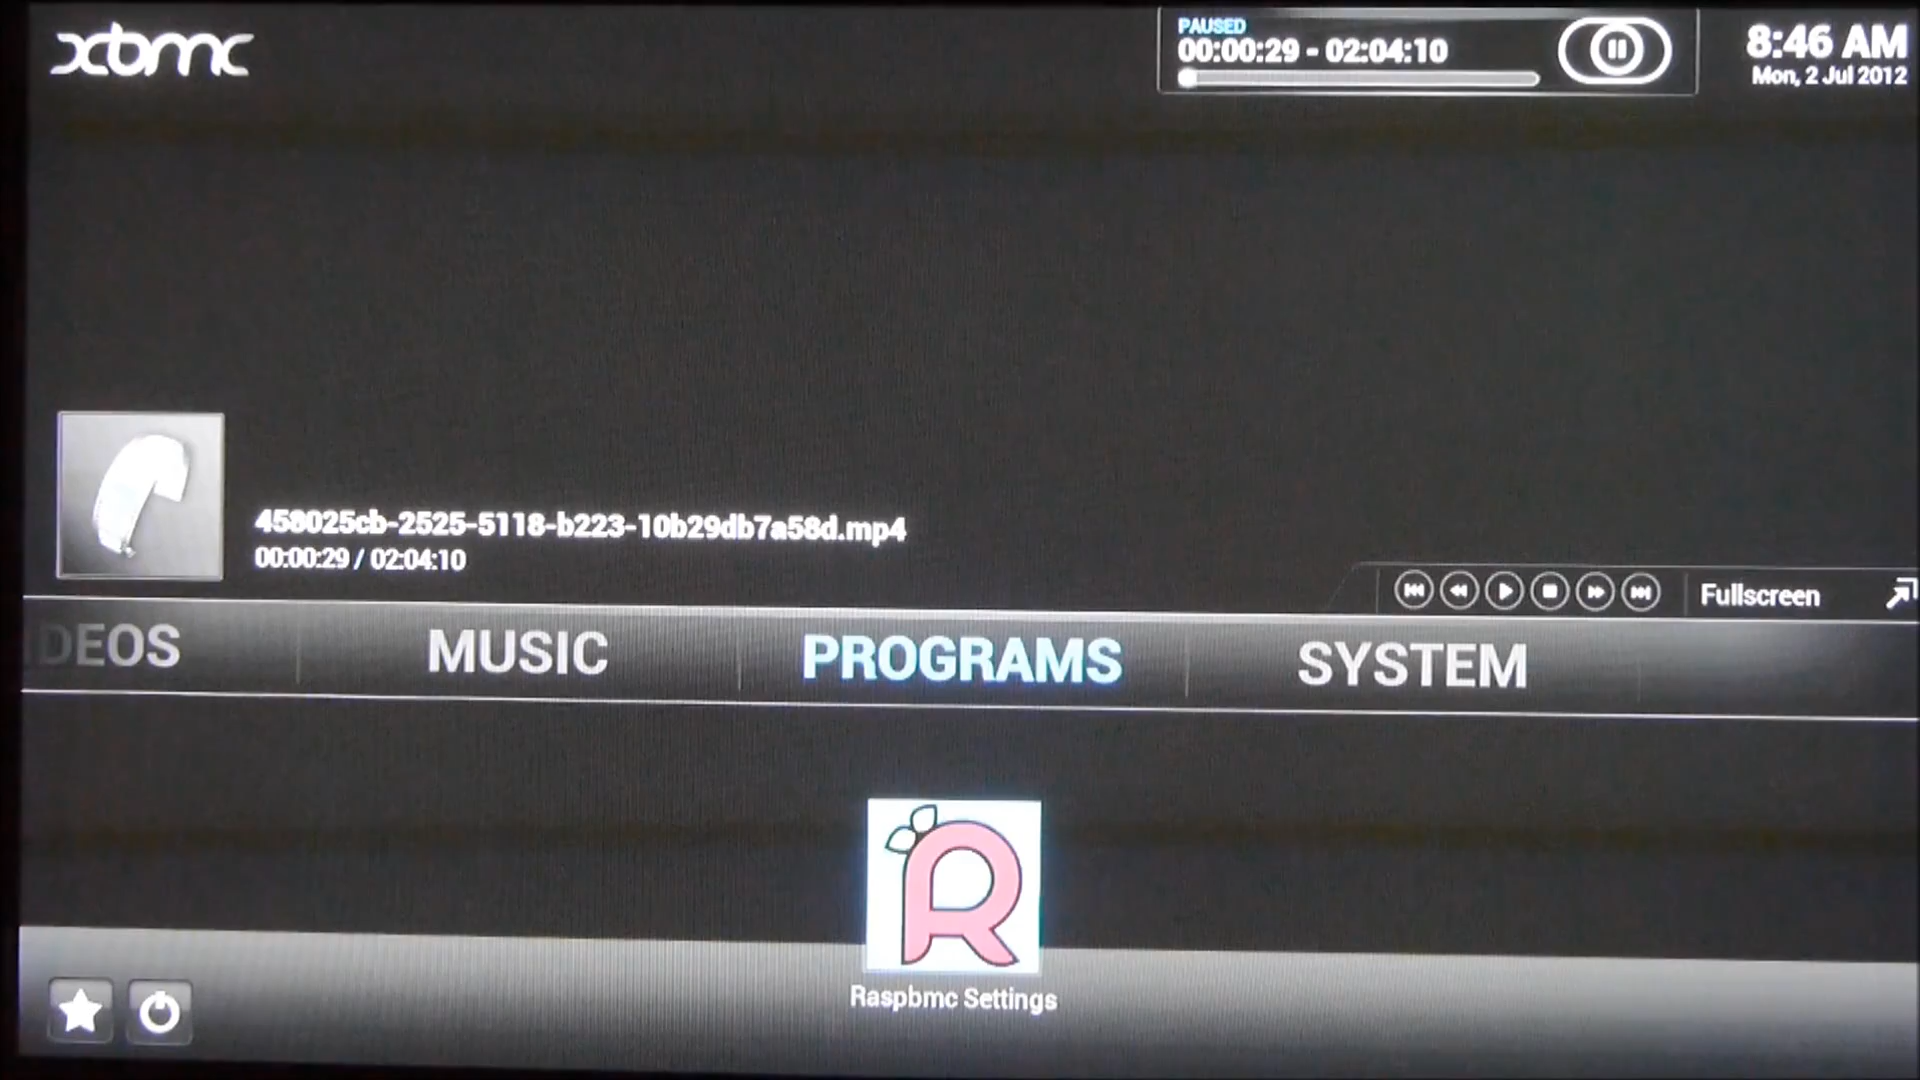 xbmc
PAUSED
00:00:29 - 02:04:10
8:46 AM
Mon, 2 Jul 2012
458025cb-2525-5118-b223-10b29db7a58d.mp4
00:00:29 / 02:04:10
Fullscreen
IDEOS MUSIC PROGRAMS SYSTEM
R
Raspbmc Settings